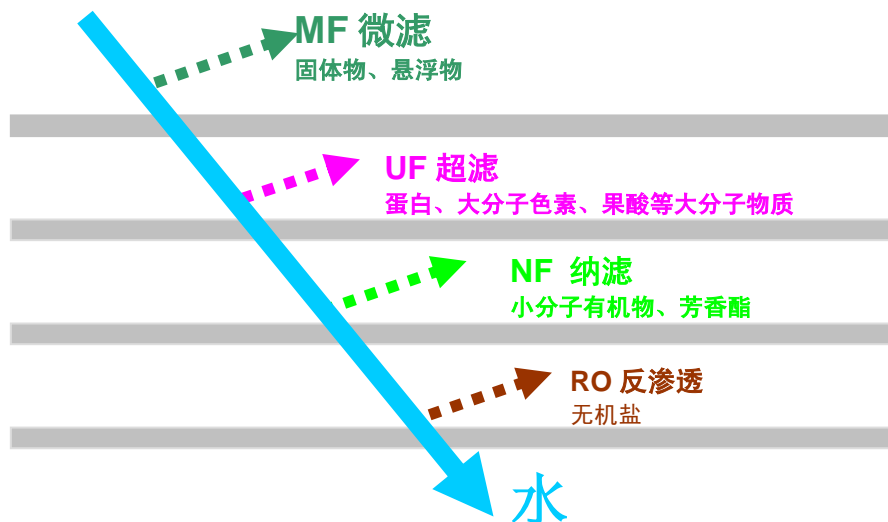 MF 微滤
固体物、悬浮物
UF 超滤
蛋白、大分子色素、果酸等大分子物质
NF 纳滤
小分子有机物、芳香酯
RO 反渗透
无机盐
水